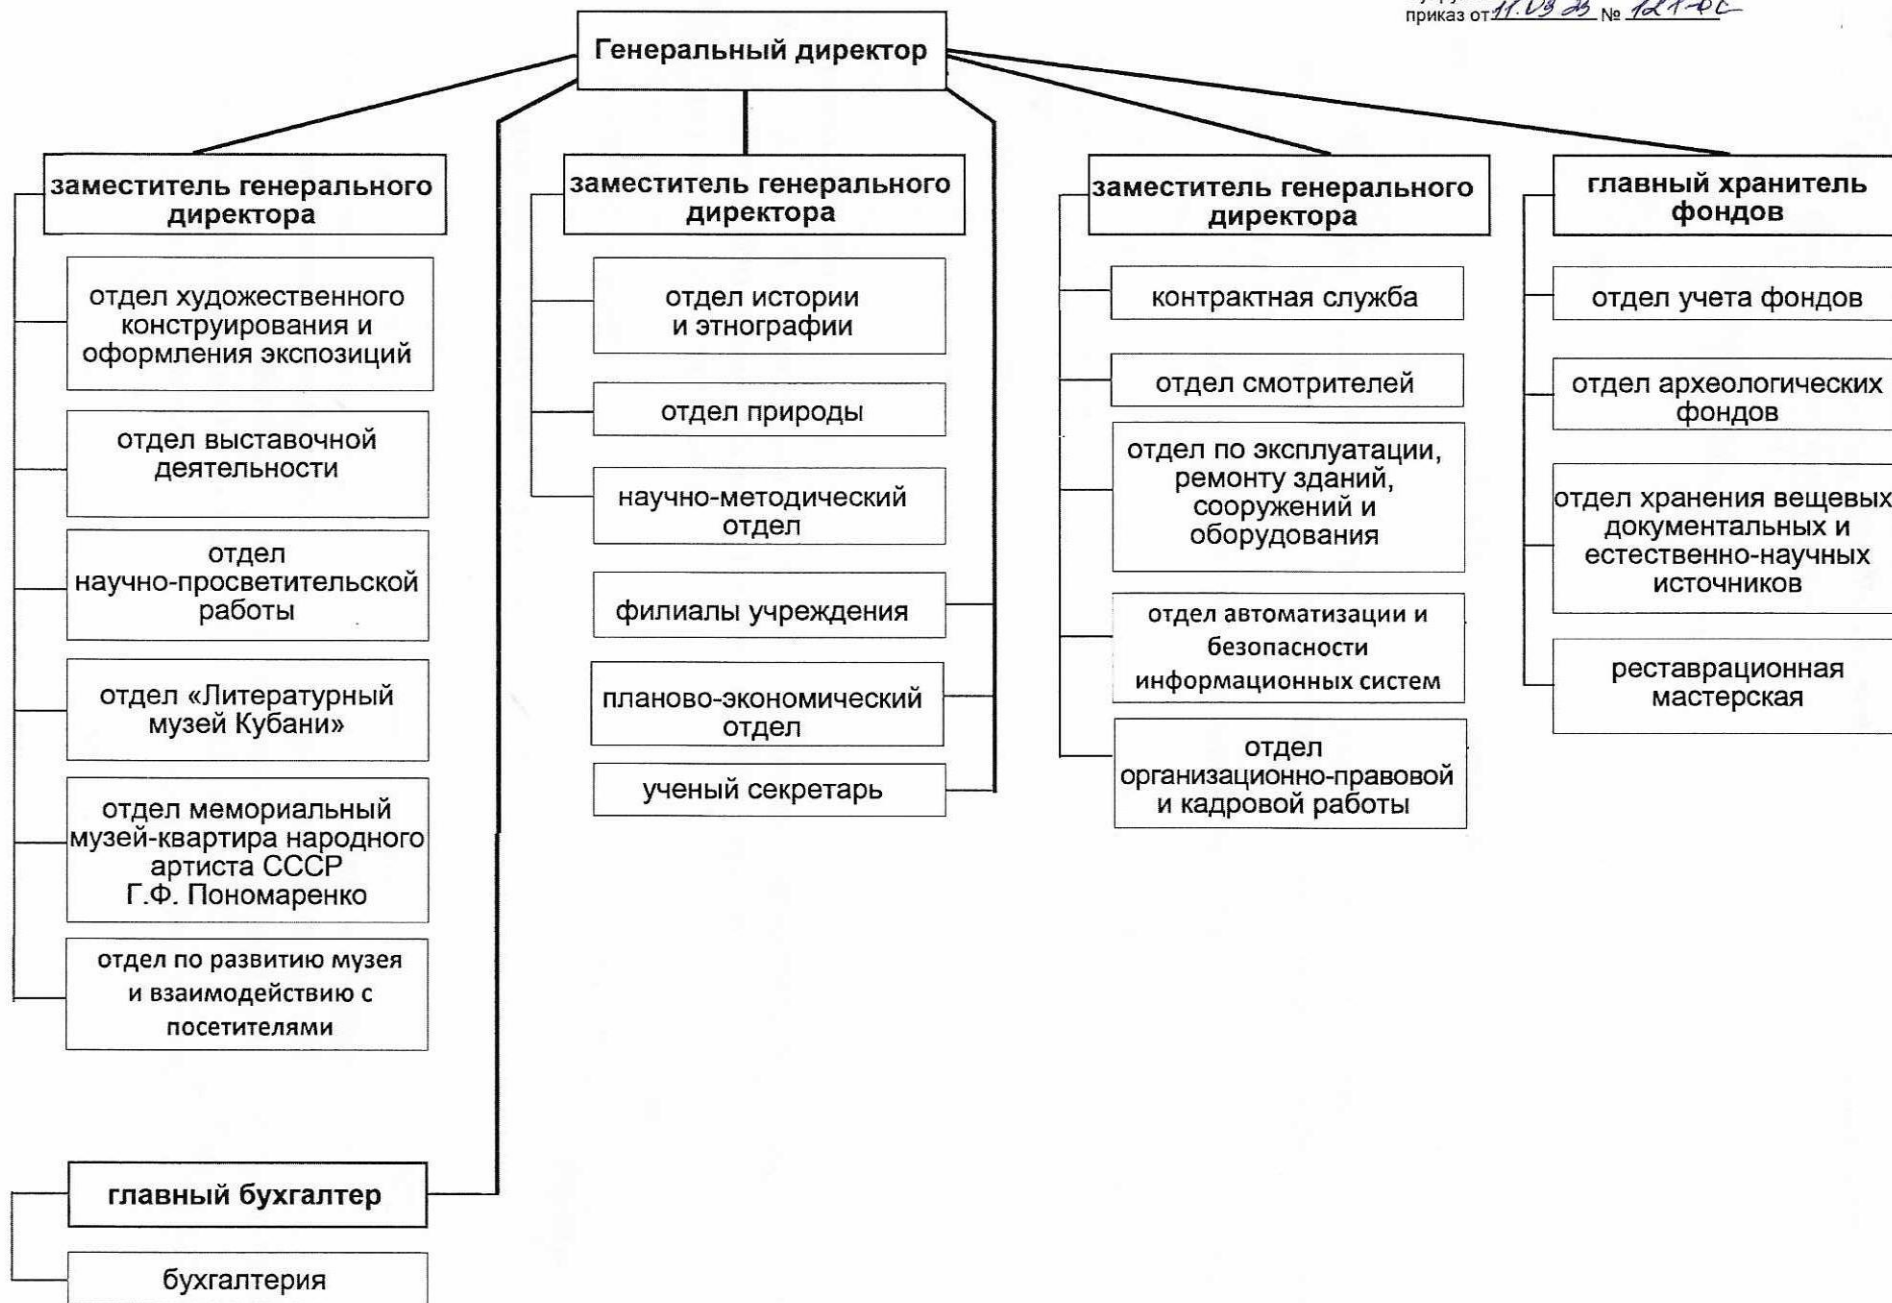 приказ от 11.09.23 №
Генеральный директор
заместитель генерального
директора
отдел художественного
конструирования и
оформления экспозиций
отдел выставочной
деятельности
отдел
научно-просветительской
работы
отдел «Литературный
музей Кубани»
отдел мемориальный
музей-квартира народного
артиста СССР
Г.Ф. Пономаренко
отдел по развитию музея
и взаимодействию с
посетителями
главный бухгалтер
бухгалтерия
заместитель генерального
директора
отдел истории
и этнографии
отдел природы
научно-методический
отдел
филиалы учреждения
планово-экономический
отдел
ученый секретарь
заместитель генерального
директора
контрактная служба
отдел смотрителей
отдел по эксплуатации,
ремонту зданий,
сооружений и
оборудования
отдел автоматизации и
безопасности
информационных систем
отдел
организационно-правовой
и кадровой работы
главный хранитель
фондов
отдел учета фондов
отдел археологических
фондов
отдел хранения вещевых
документальных и
естественно-научных
источников
реставрационная
мастерская